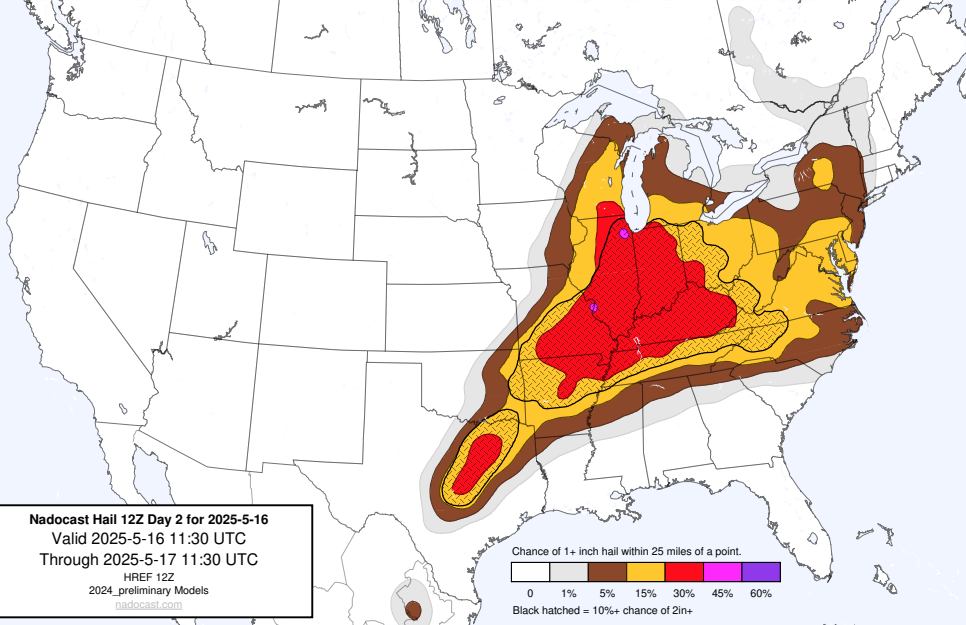 Nadocast Hail 12Z Day 2 for 2025-5-16
Valid 2025-5-16 11:30 UTC
Through 2025-5-17 11:30 UTC
HREF 12Z
2024_preliminary Models
nadocast.com
Chance of 1+ inch hail within 25 miles of a point.
0 1% 5% 15% 30% 45% 60%
Black hatched = 10%+ chance of 2in+